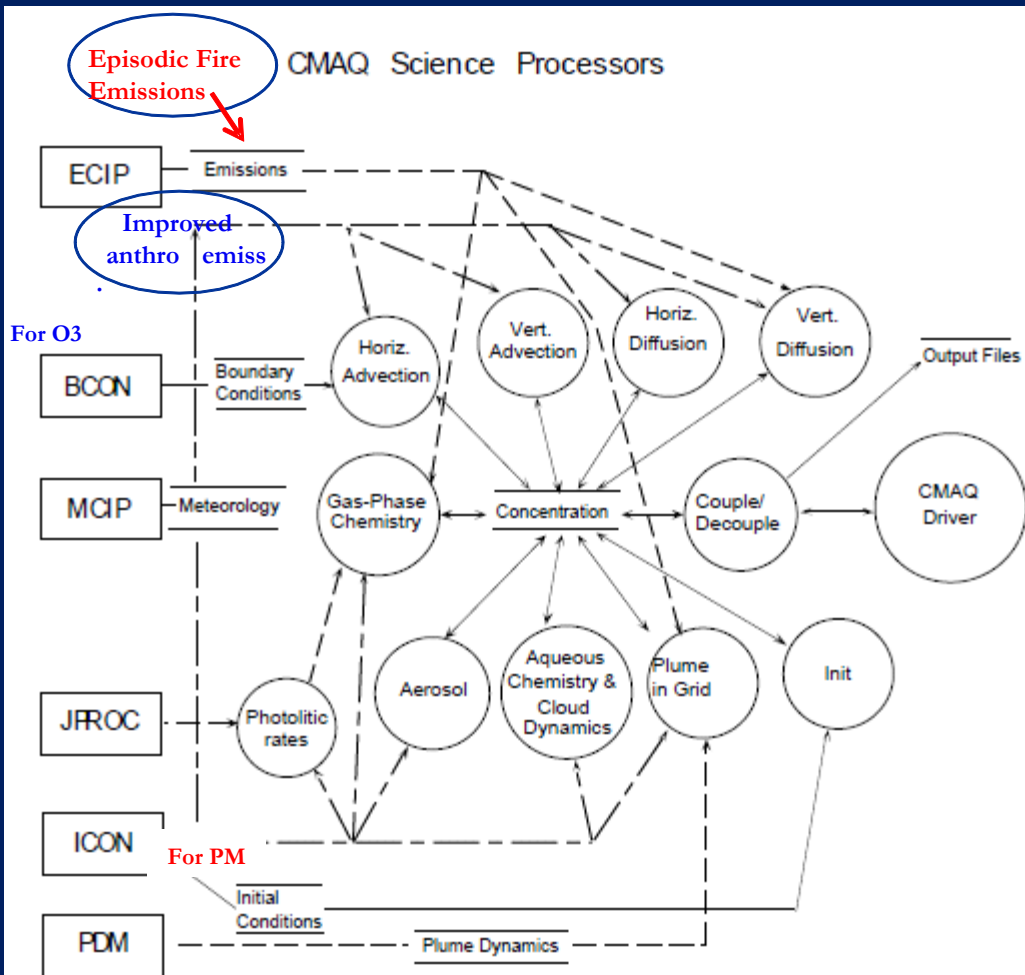 Episodic Fire
Emissions
CMAQ Science Processors
ECIP
Emissions
Improved
anthro emiss
.
For O3
BCON
Boundary
Conditions
Horiz.
Advection
Vert.
Advection
Horiz.
Diffusion
Vert.
Diffusion
Output Files
MCIP
Meteorology
Gas-Phase
Chemistry
Concentration
Couple/
Decouple
CMAQ
Driver
JPROC
Photolitic
rates
Aerosol
Aqueous
Chemistry &
Cloud
Dynamics
Plume
in Grid
Init
ICON
For PM
Initial
Conditions
PDM
Plume Dynamics